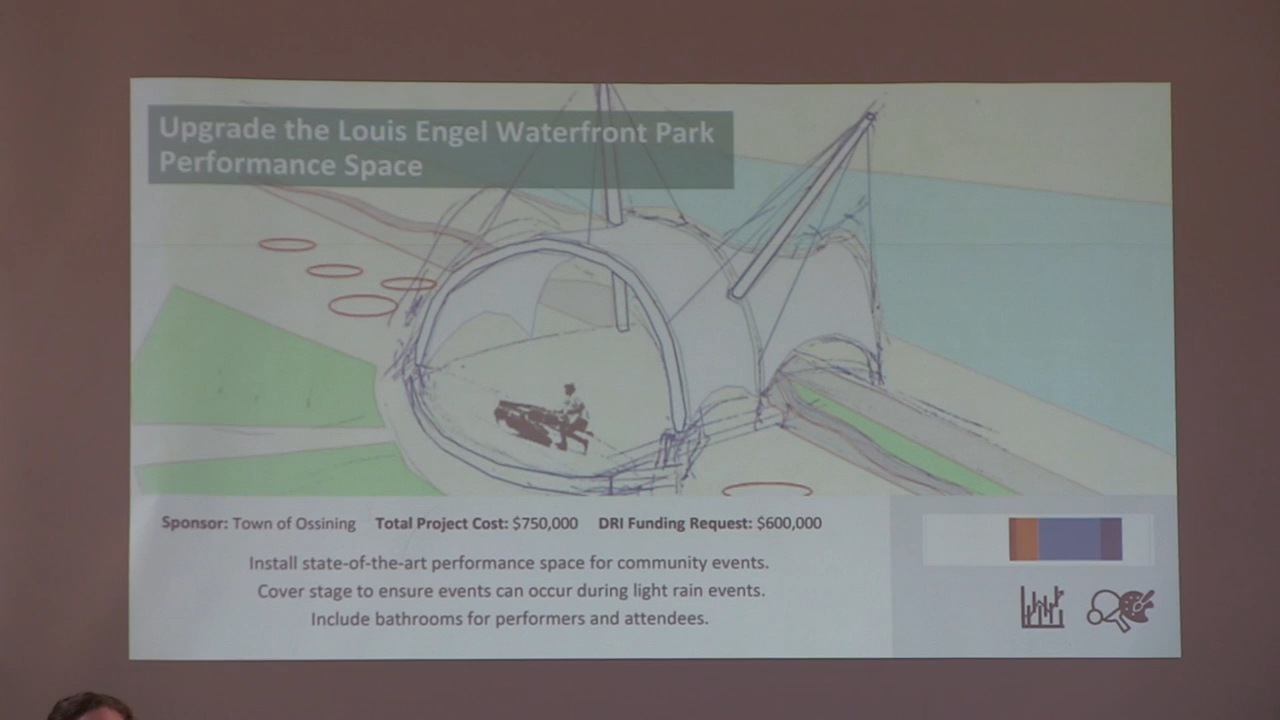 Upgrade the Louis Engel Waterfront Park
Performance Space
Sponsor: Town of Ossining Total Project Cost: $750,000 DRI Funding Request: $600,000
Install state-of-the-art performance space for community events.
Cover stage to ensure events can occur during light rain events.
Include bathrooms for performers and attendees.